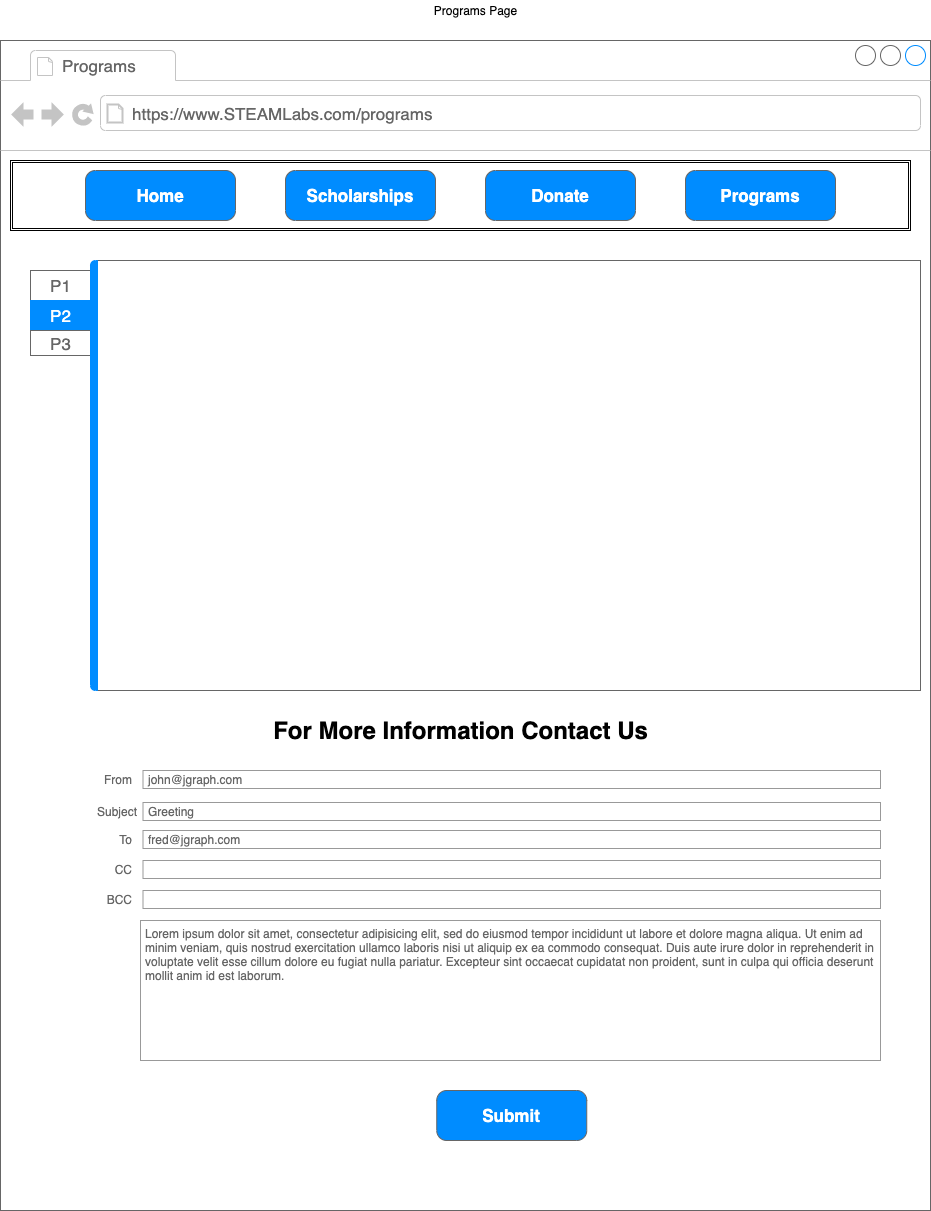 Programs Page
Programs
https://www.STEAMLabs.com/programs
Home Scholarships Donate Programs
P1
P2
P3
For More Information Contact Us
From john@jgraph.com
Subject Greeting
To fred@jgraph.com
CC
BCC
Lorem ipsum dolor sit amet, consectetur adipisicing elit, sed do eiusmod tempor incididunt ut labore et dolore magna aliqua. Ut enim ad
minim veniam, quis nostrud exercitation ullamco laboris nisi ut aliquip ex ea commodo consequat. Duis aute irure dolor in reprehenderit in
voluptate velit esse cillum dolore eu fugiat nulla pariatur. Excepteur sint occaecat cupidatat non proident, sunt in culpa qui officia deserunt
mollit anim id est laborum.
Submit